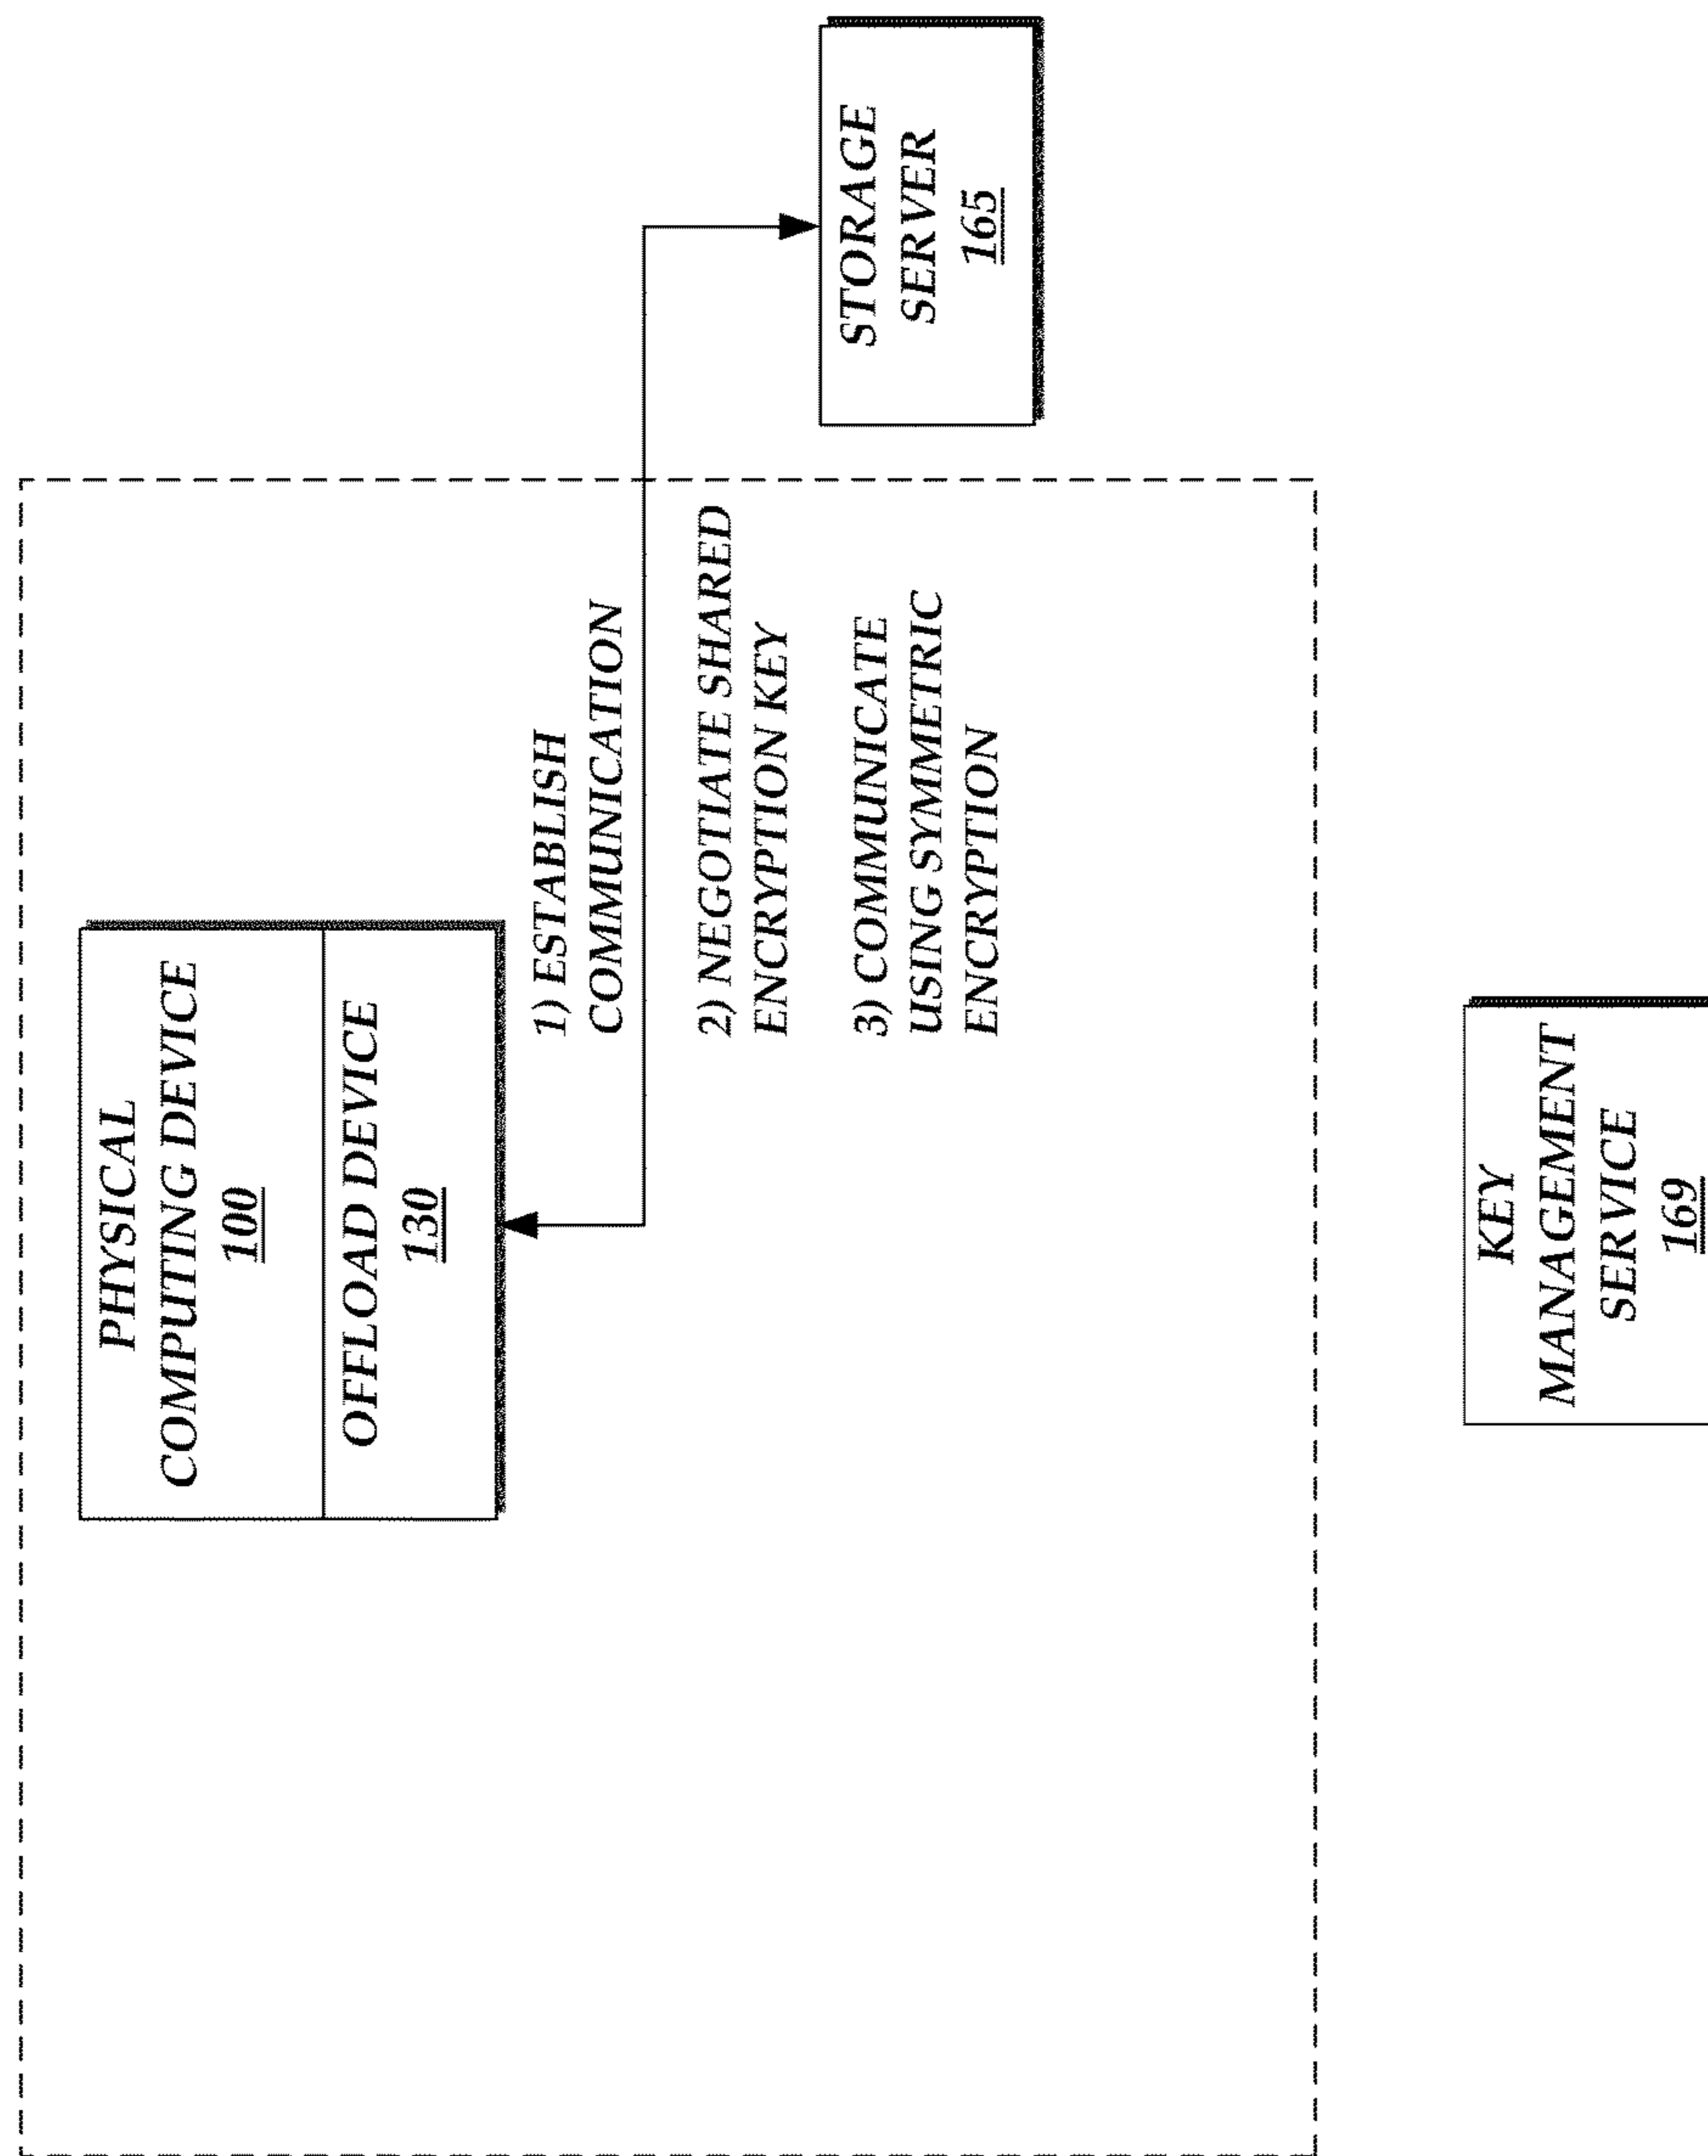 PHYSICAL
COMPUTING DEVICE
100
OFFLOAD DEVICE
130
1) ESTABLISH
COMMUNICATION
2) NEGOTIATE SHARED
ENCRYPTION KEY
3) COMMUNICATE
USING SYMMETRIC
ENCRYPTION
STORAGE
SERVER
165
KEY
MANAGEMENT
SERVICE
169